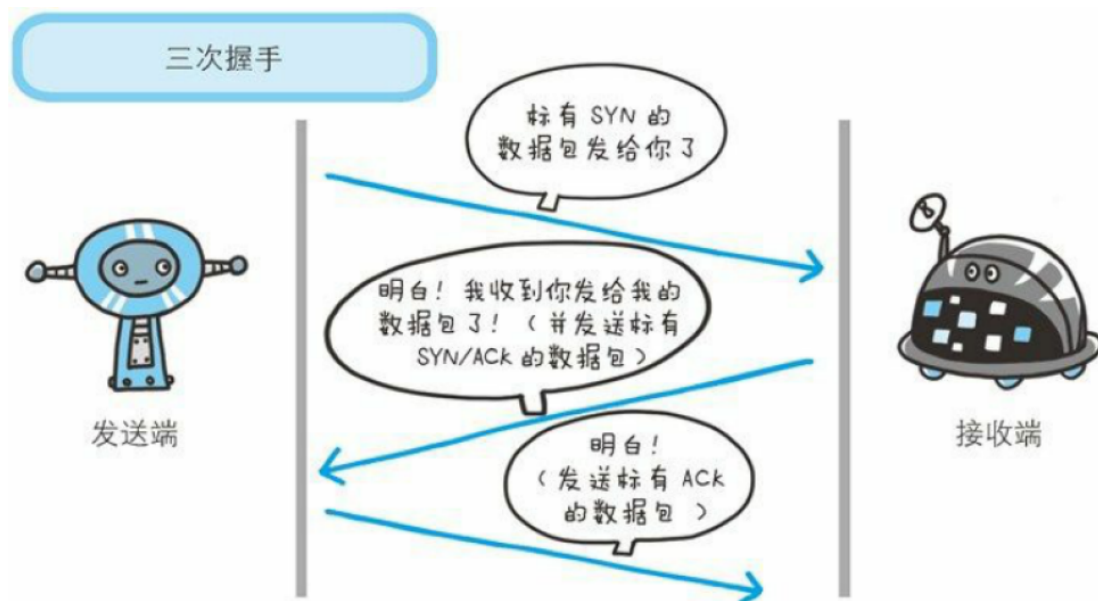 三次握手
标有 SYN 的
数据包发给你了
明白！我收到你发给我的
数据包了！（并发送标有
SYN/ACK 的数据包）
发送端
接收端
明白！
（发送标有 ACK
的数据包 ）